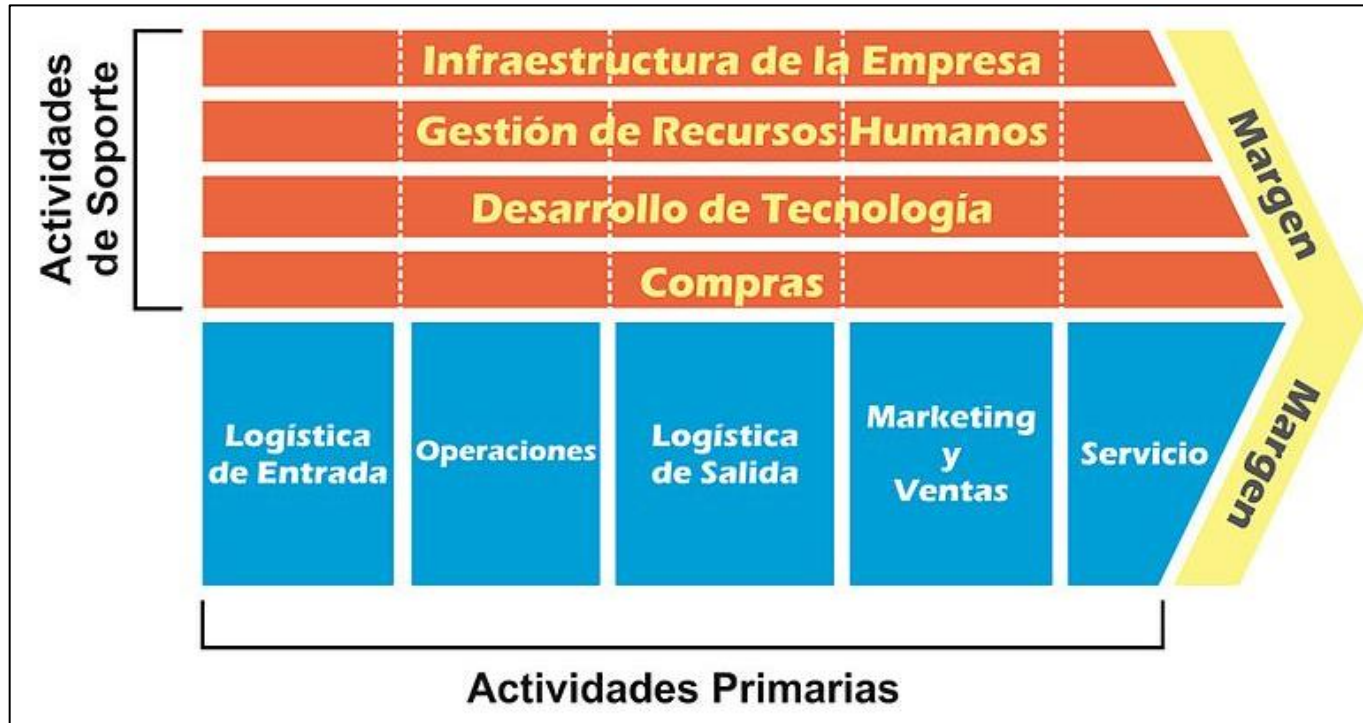 Actividades
de Soporte
Infraestructura de la Empresa
Gestión de Recursos Humanos
Desarrollo de Tecnología
Compras
Margen
Logística
de Entrada
Operaciones
Logística
de Salida
Marketing
y
Ventas
Servicio
Margen
Actividades Primarias